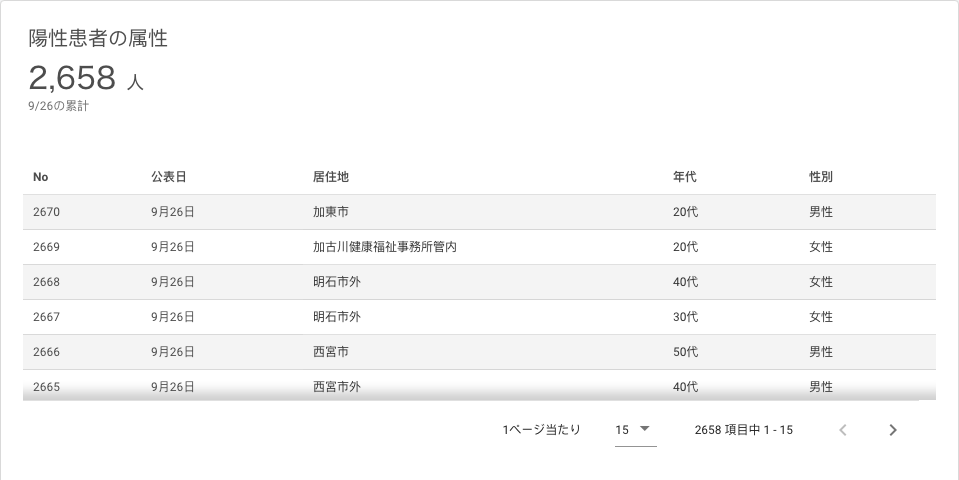 陽性患者の属性
2,658 人
9/26の累計
No 公表日 居住地 年代 性別
2670 9月26日 加東市 20代 男性
2669 9月26日 加古川健康福祉事務所管内 20代 女性
2668 9月26日 明石市外 40代 女性
2667 9月26日 明石市外 30代 女性
2666 9月26日 西宮市 50代 男性
2665 9月26日 西宮市外 40代 男性
1ページ当たり 15 2658 項目中 1 - 15